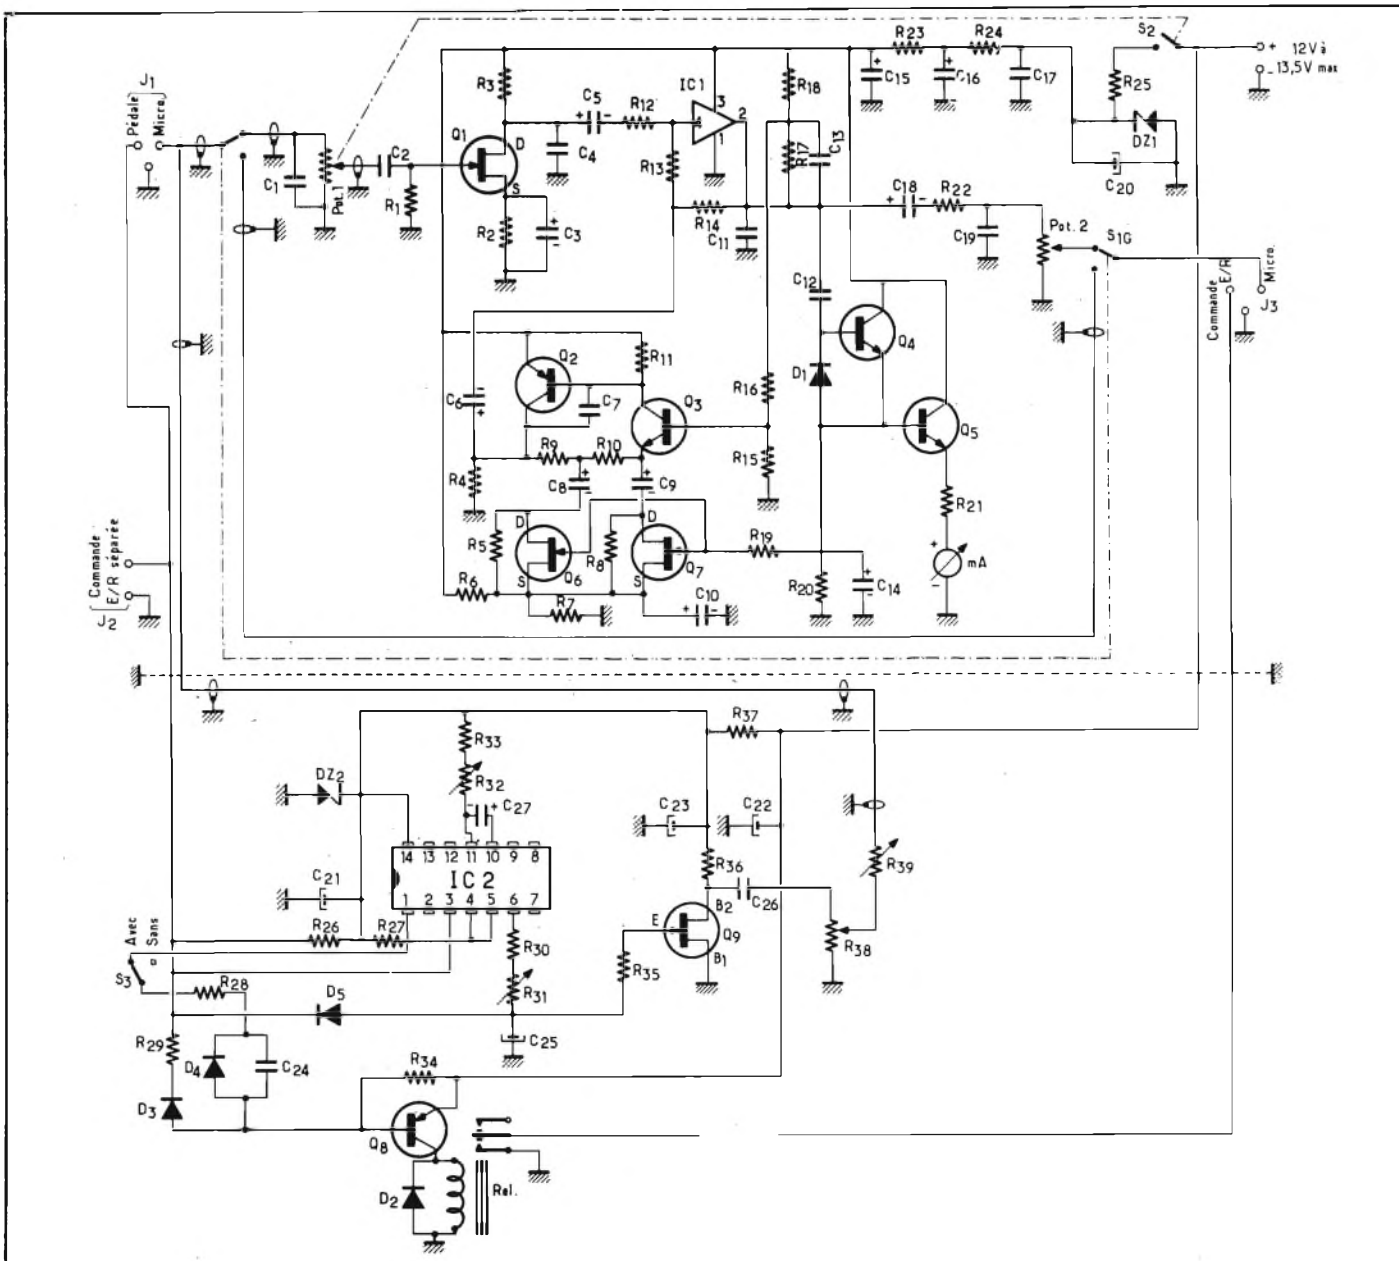 J1
Pédale
Micro.
C1
Pot.1
C2
R1
R3
Q1
D
S
R2
C3
C4
C5
R12
R13
IC1
3
2
1
R14
C11
R18
R17
C13
C15
R23
C16
R24
C17
S2
+ 12V à
- 13,5V max
R25
DZ1
C20
C18
R22
C19
Pot.2
S1G
Commande
E/R
Micro.
J3
C12
Q4
D1
Q5
R21
mA
R11
Q2
C7
Q3
R16
R15
C6
R9
R10
R4
C8
C9
D
R5
Q6
S
R6
R7
R8
D
Q7
S
C10
R19
R20
C14
Commande
E/R séparée
J2
R37
R33
R32
C27
DZ2
14 13 12 11 10 9 8
IC2
1 2 3 4 5 6 7
C21
C23
C22
R36
C26
R39
R38
B2
E
Q9
B1
R35
R26
R27
R30
R31
C25
Avec
Sans
S3
R28
D5
R29
D4
C24
D3
R34
Q8
D2
Rel.